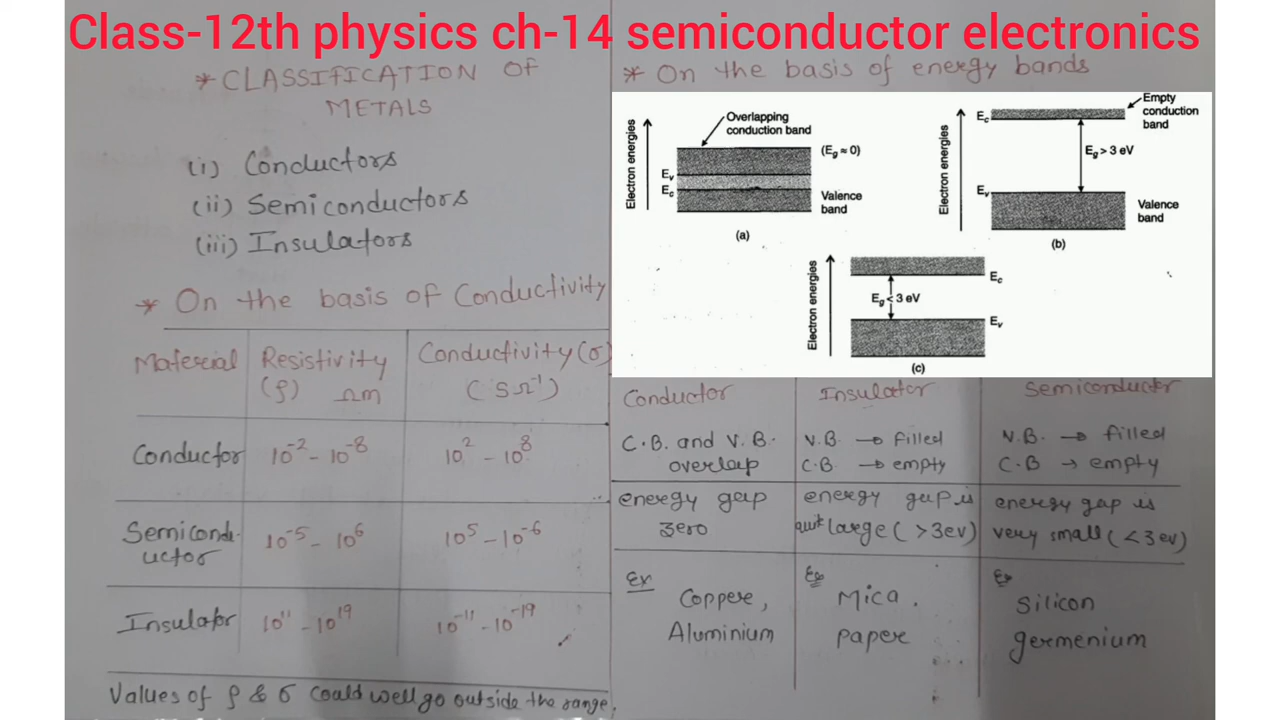 Class-12th physics ch-14 semiconductor electronics
* CLASSIFICATION OF
METALS
(i) Conductors
(ii) Semiconductors
(iii) Insulators
* On the basis of Conductivity
Material Resistivity (ρ) Ωm Conductivity (σ) (SΩ⁻¹)
Conductor 10⁻² - 10⁻⁸ 10² - 10⁸
Semicondu-
uctor 10⁻⁵ - 10⁶ 10⁵ - 10⁻⁶
Insulator 10¹¹ - 10¹⁹ 10⁻¹¹ - 10⁻¹⁹
Values of ρ & σ could well go outside the range.
* On the basis of energy bands
Electron energies
Overlapping
conduction band
(Eg ≈ 0)
Ev
Ec
Valence
band
(a)
Electron energies
Ec
Empty
conduction
band
Eg > 3 eV
Ev
Valence
band
(b)
Electron energies
Ec
Eg < 3 eV
Ev
(c)
Conductor Insulator Semiconductor
C.B. and V.B. V.B. → filled V.B. → filled
overlap C.B → empty C.B → empty
energy gap energy gap is energy gap is
zero large (>3ev) very small (<3ev)
Ex Ex Ex
Copper, Mica. Silicon
Aluminium paper germenium